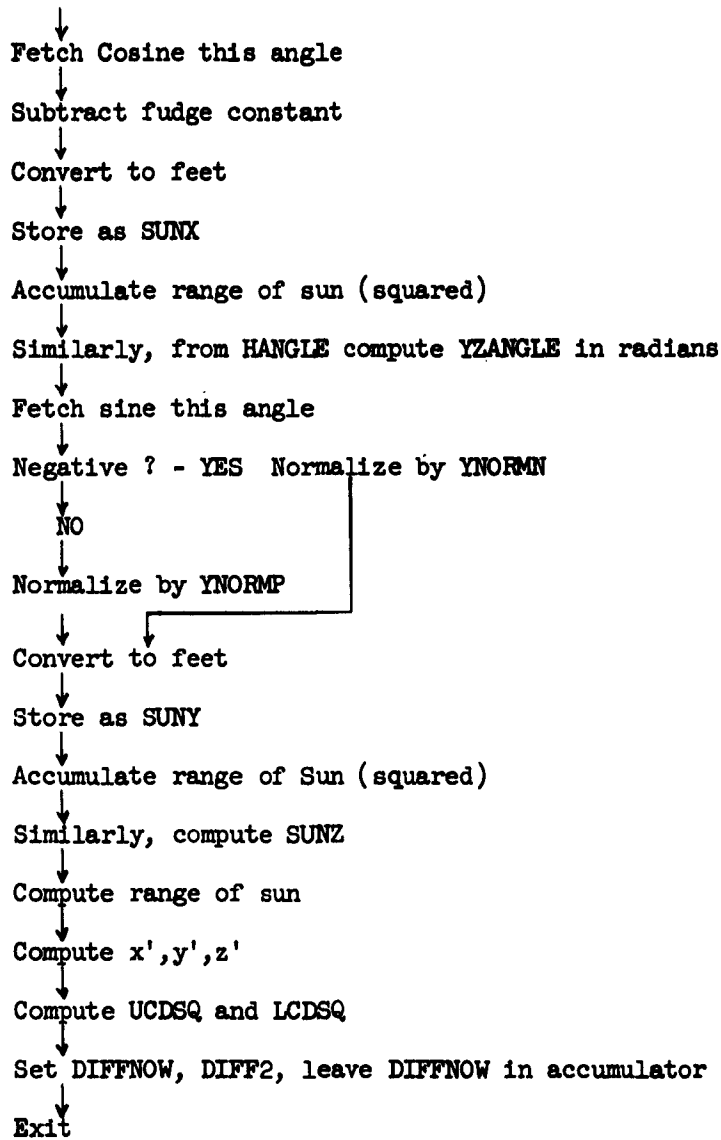 Fetch Cosine this angle
Subtract fudge constant
Convert to feet
Store as SUNX
Accumulate range of sun (squared)
Similarly, from HANGLE compute YZANGLE in radians
Fetch sine this angle
Negative ? - YES Normalize by YNORMN
NO
Normalize by YNORMP
Convert to feet
Store as SUNY
Accumulate range of Sun (squared)
Similarly, compute SUNZ
Compute range of sun
Compute x',y',z'
Compute UCDSQ and LCDSQ
Set DIFFNOW, DIFF2, leave DIFFNOW in accumulator
Exit